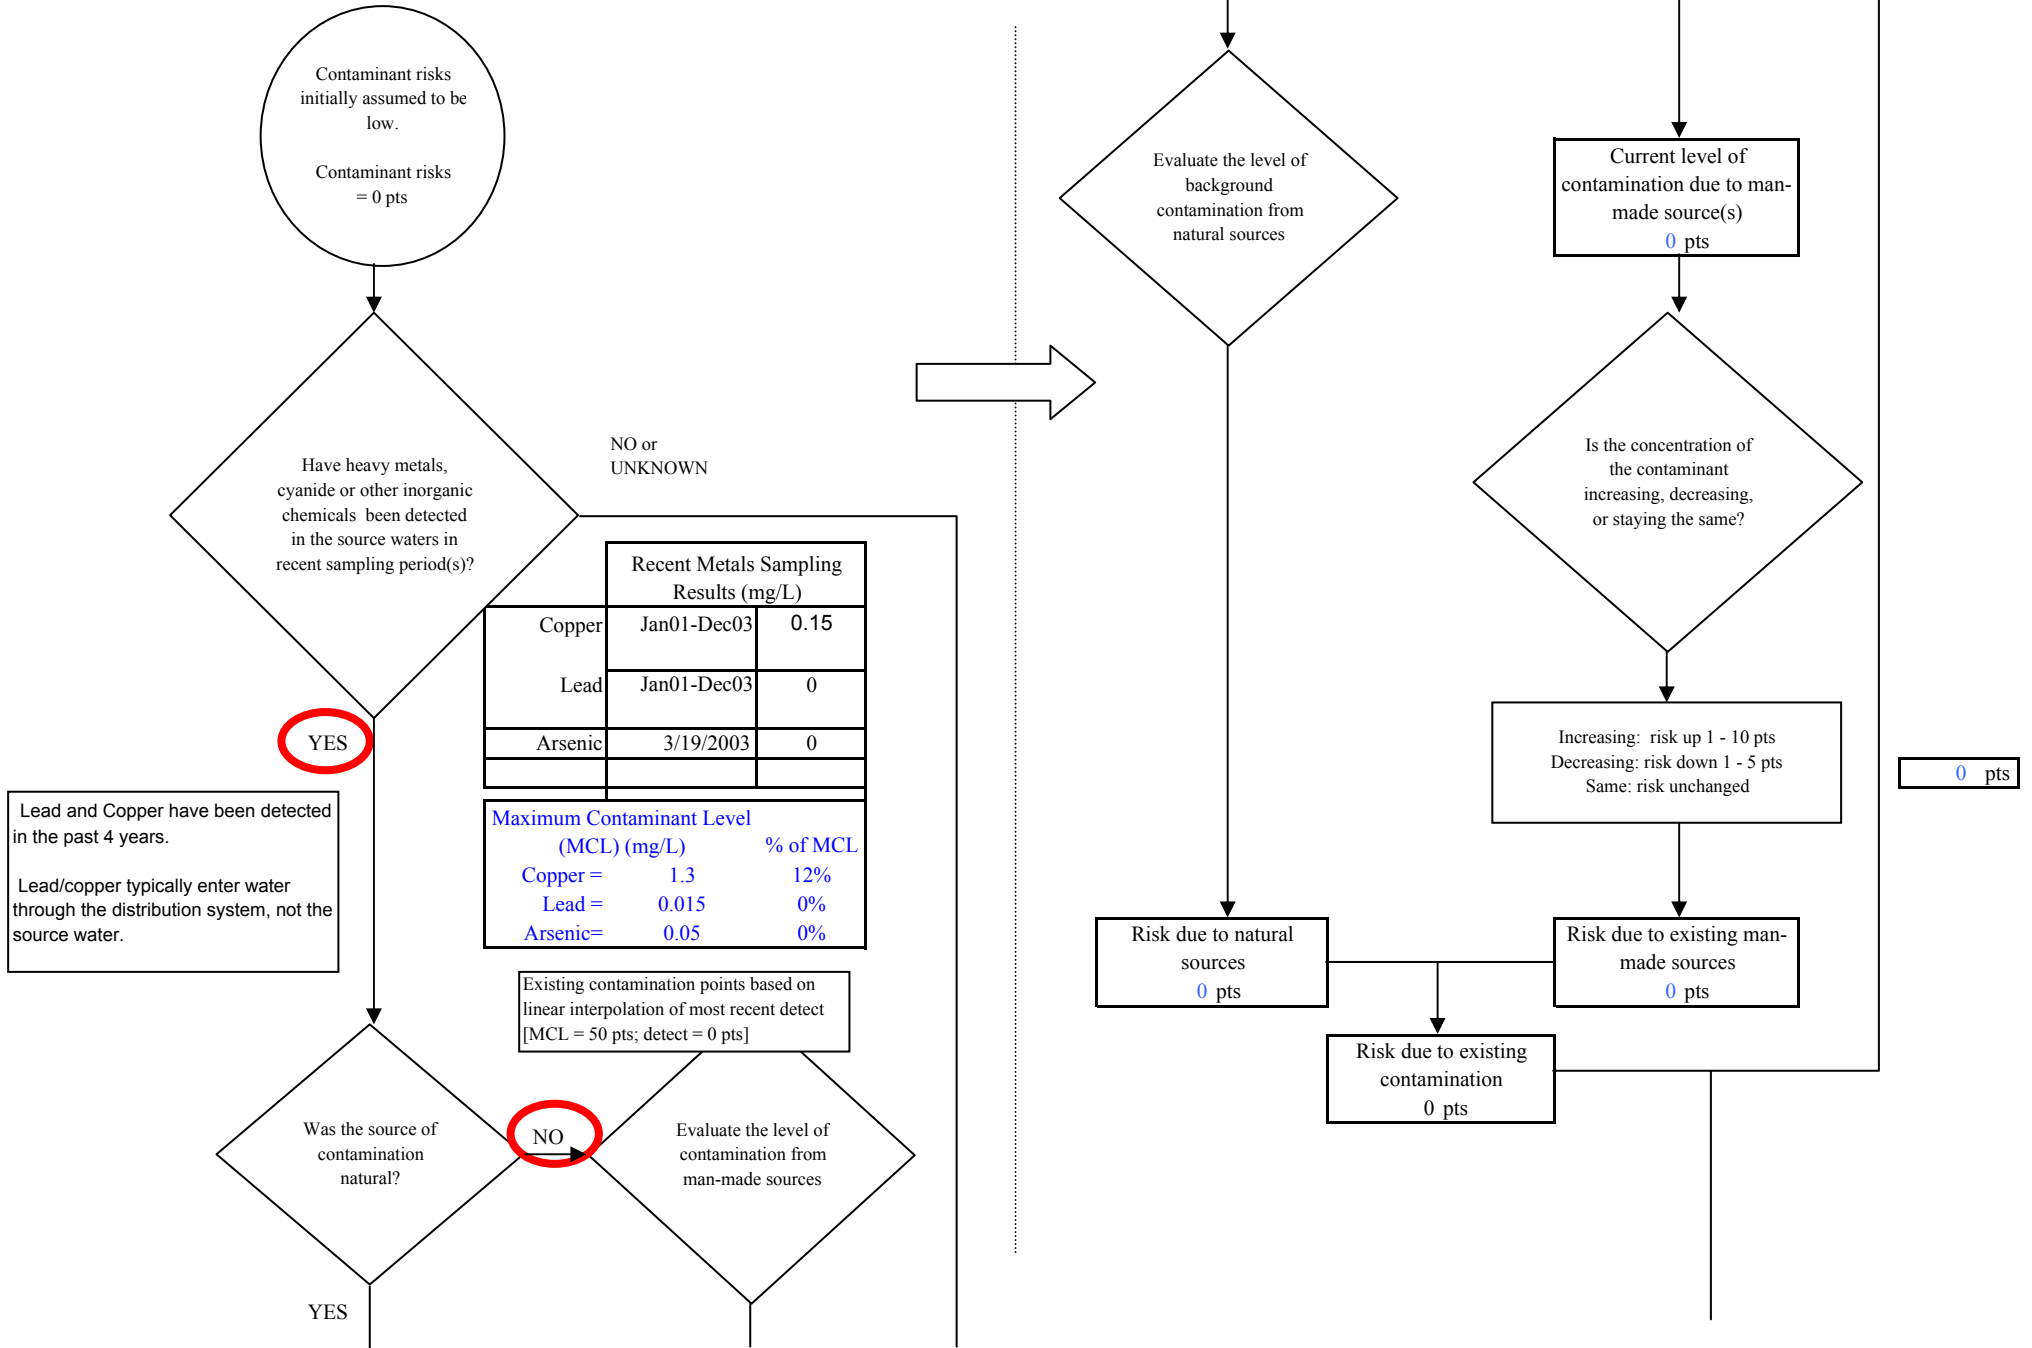 Contaminant risks
initially assumed to be
low.
Contaminant risks
= 0 pts
Have heavy metals,
cyanide or other inorganic
chemicals been detected
in the source waters in
recent sampling period(s)?
NO or
UNKNOWN
Recent Metals Sampling
Results (mg/L)
Copper Jan01-Dec03 0.15
Lead Jan01-Dec03 0
Arsenic 3/19/2003 0
YES
Lead and Copper have been detected
in the past 4 years.
Lead/copper typically enter water
through the distribution system, not the
source water.
Maximum Contaminant Level
(MCL) (mg/L) % of MCL
Copper = 1.3 12%
Lead = 0.015 0%
Arsenic= 0.05 0%
Existing contamination points based on
linear interpolation of most recent detect
[MCL = 50 pts; detect = 0 pts]
Was the source of
contamination
natural?
NO
Evaluate the level of
contamination from
man-made sources
YES
Evaluate the level of
background
contamination from
natural sources
Current level of
contamination due to man-
made source(s)
0 pts
Is the concentration of
the contaminant
increasing, decreasing,
or staying the same?
Increasing: risk up 1 - 10 pts
Decreasing: risk down 1 - 5 pts
Same: risk unchanged
0 pts
Risk due to natural
sources
0 pts
Risk due to existing man-
made sources
0 pts
Risk due to existing
contamination
0 pts